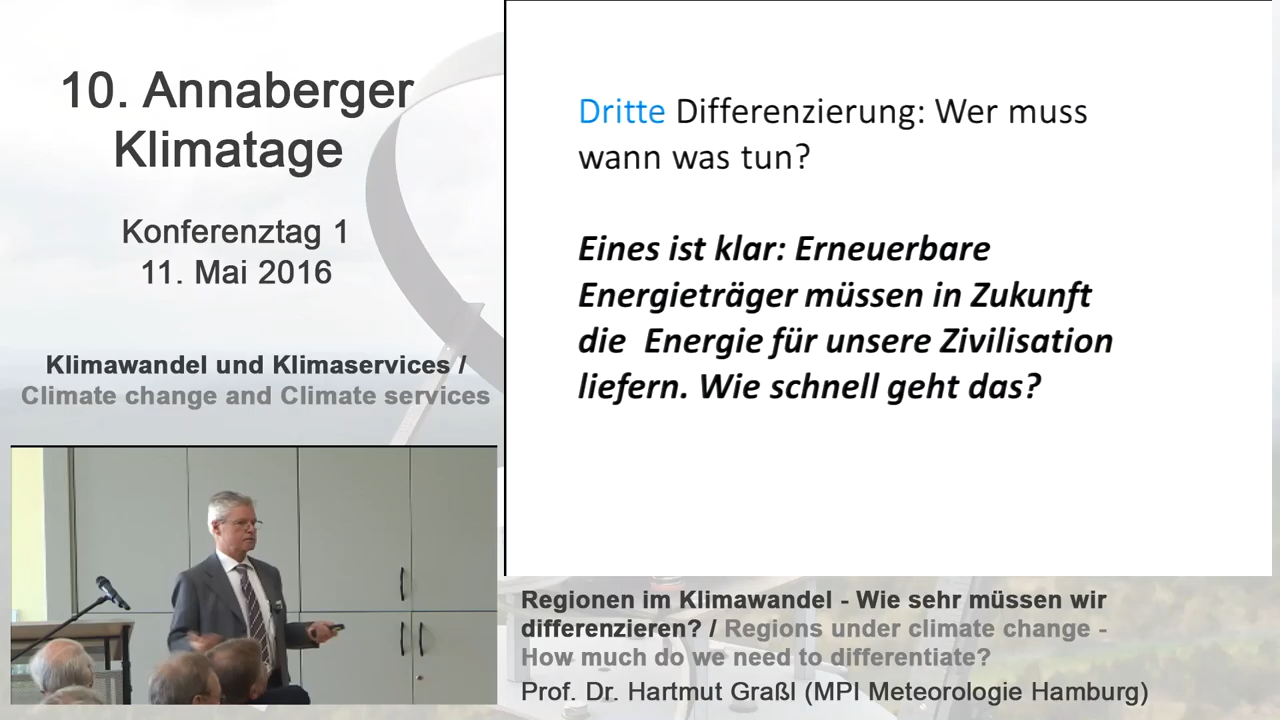 10. Annaberger
Klimatage
Konferenztag 1
11. Mai 2016
Klimawandel und Klimaservices /
Climate change and Climate services
Dritte Differenzierung: Wer muss
wann was tun?
Eines ist klar: Erneuerbare
Energieträger müssen in Zukunft
die  Energie für unsere Zivilisation
liefern. Wie schnell geht das?
Regionen im Klimawandel - Wie sehr müssen wir
differenzieren? / Regions under climate change -
How much do we need to differentiate?
Prof. Dr. Hartmut Graßl (MPI Meteorologie Hamburg)